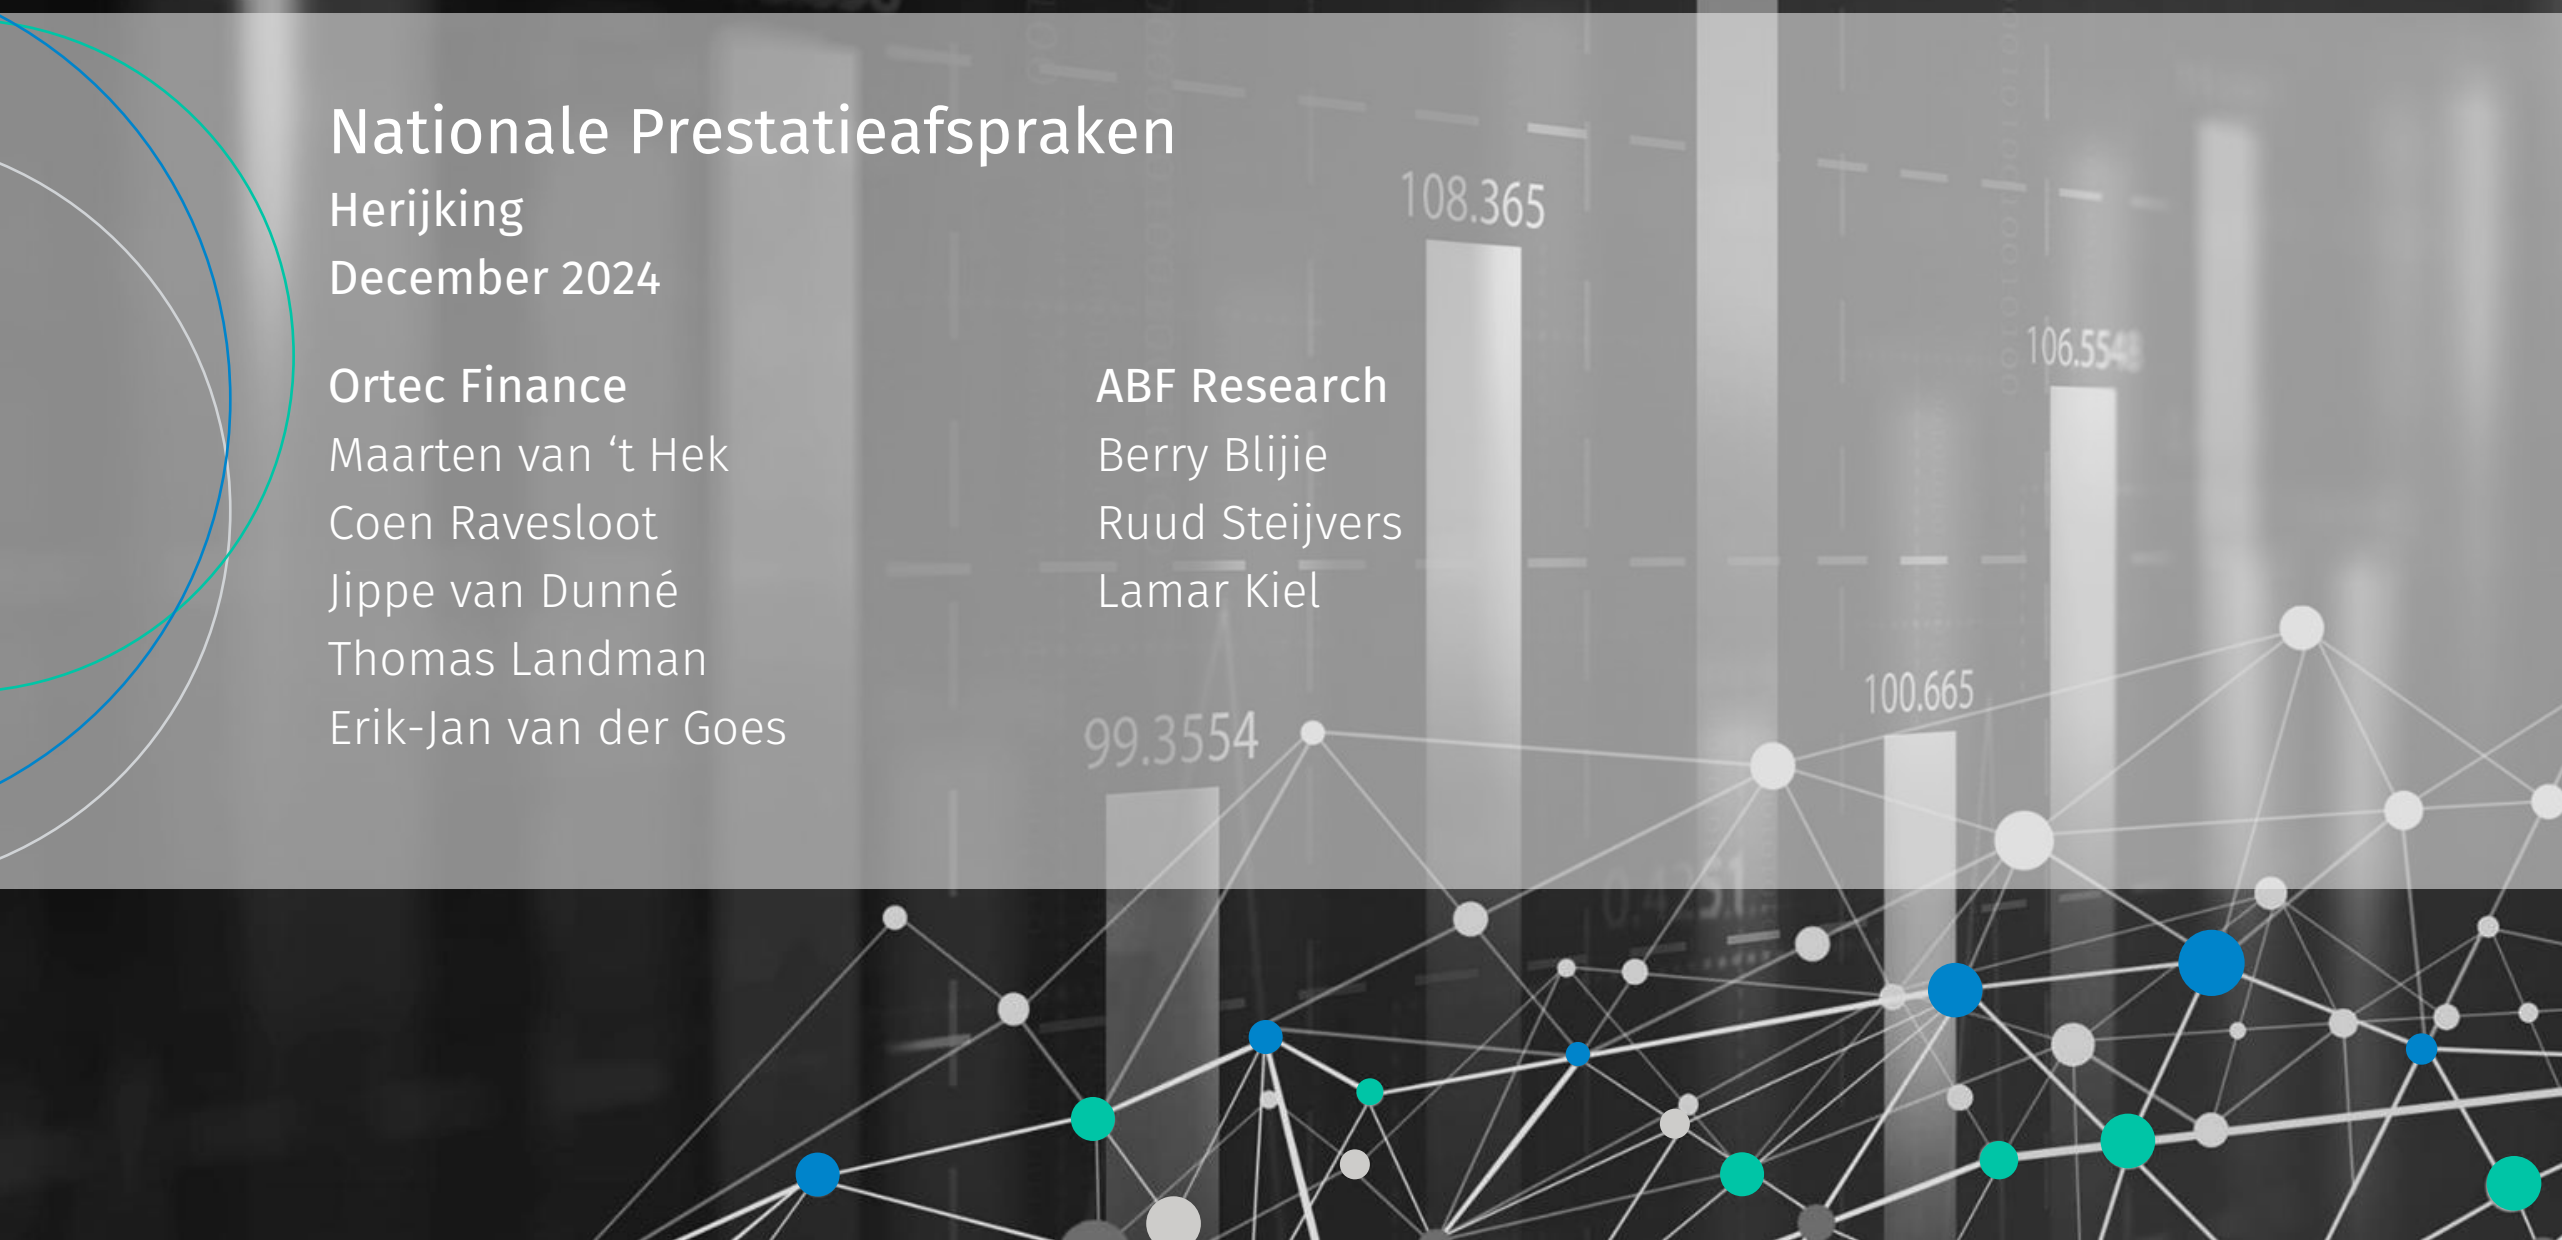 Nationale Prestatieafspraken
Herijking
December 2024
Ortec Finance
Maarten van ‘t Hek
Coen Ravesloot
Jippe van Dunné
Thomas Landman
Erik-Jan van der Goes
ABF Research
Berry Blijie
Ruud Steijvers
Lamar Kiel
108.365
106.5548
100.665
99.3554